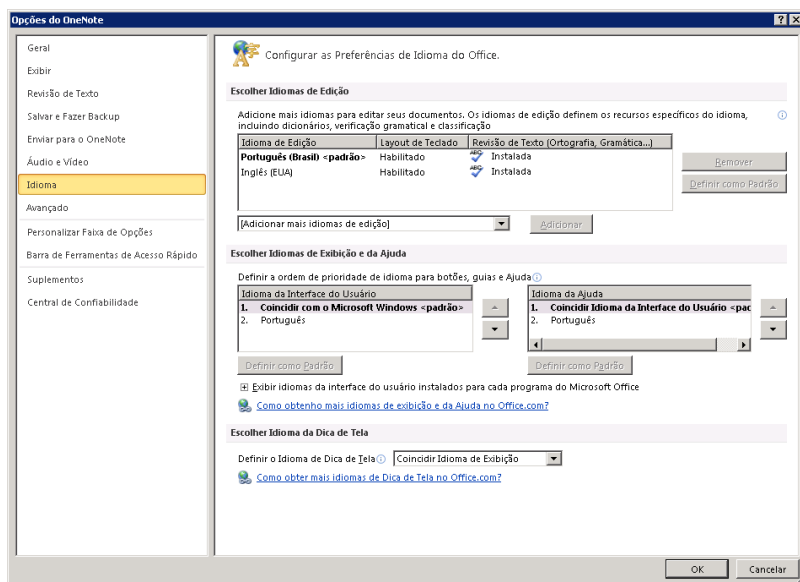 Opções do OneNote
Geral
Exibir
Revisão de Texto
Salvar e Fazer Backup
Enviar para o OneNote
Áudio e Vídeo
Idioma
Avançado
Personalizar Faixa de Opções
Barra de Ferramentas de Acesso Rápido
Suplementos
Central de Confiabilidade
Configurar as Preferências de Idioma do Office.
Escolher Idiomas de Edição
Adicione mais idiomas para editar seus documentos. Os idiomas de edição definem os recursos específicos do idioma,
incluindo dicionários, verificação gramatical e classificação
Idioma de Edição Layout de Teclado Revisão de Texto (Ortografia, Gramática...)
Português (Brasil) <padrão> Habilitado Instalada
Inglês (EUA) Habilitado Instalada
Remover
Definir como Padrão
[Adicionar mais idiomas de edição] Adicionar
Escolher Idiomas de Exibição e da Ajuda
Definir a ordem de prioridade de idioma para botões, guias e Ajuda
Idioma da Interface do Usuário
1. Coincidir com o Microsoft Windows <padrão>
2. Português
Definir como Padrão
Idioma da Ajuda
1. Coincidir Idioma da Interface do Usuário <pac
2. Português
Definir como Padrão
Exibir idiomas da interface do usuário instalados para cada programa do Microsoft Office
Como obtenho mais idiomas de exibição e da Ajuda no Office.com?
Escolher Idioma da Dica de Tela
Definir o Idioma de Dica de Tela Coincidir Idioma de Exibição
Como obter mais idiomas de Dica de Tela no Office.com?
OK Cancelar